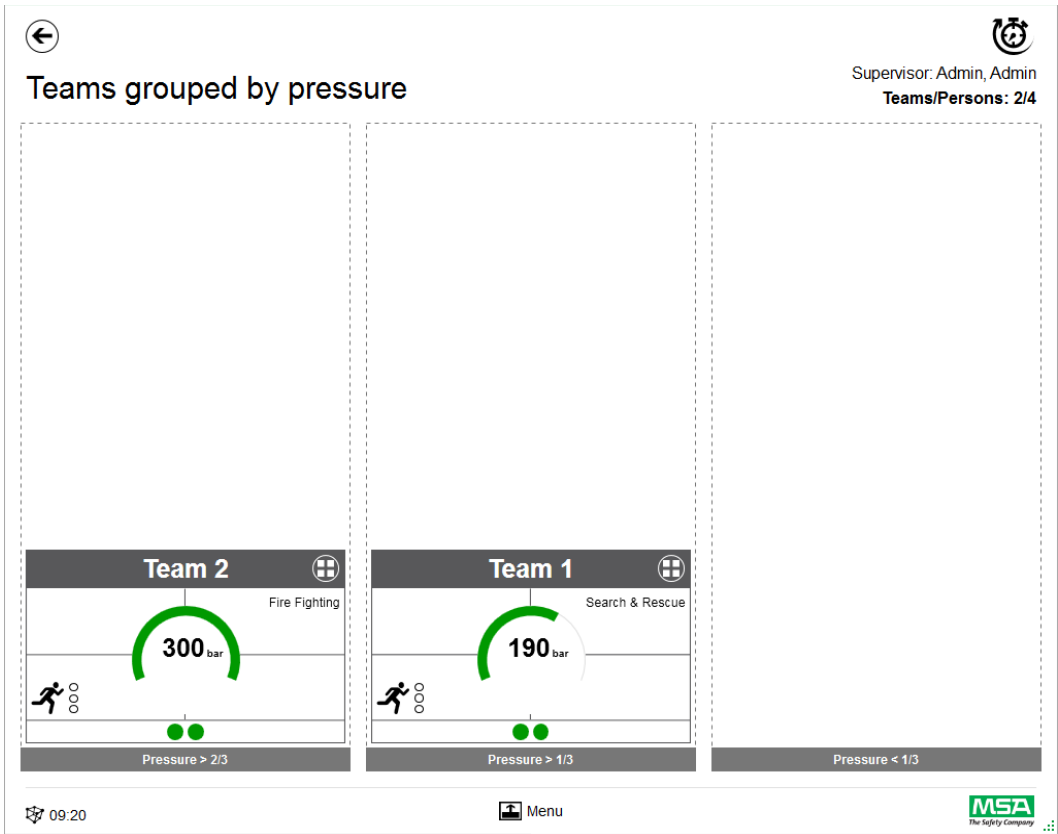 Teams grouped by pressure
Supervisor: Admin, Admin
Teams/Persons: 2/4
Team 2
Fire Fighting
300 bar
Pressure > 2/3
Team 1
Search & Rescue
190 bar
Pressure > 1/3
Pressure < 1/3
09:20
Menu
MSA
The Safety Company